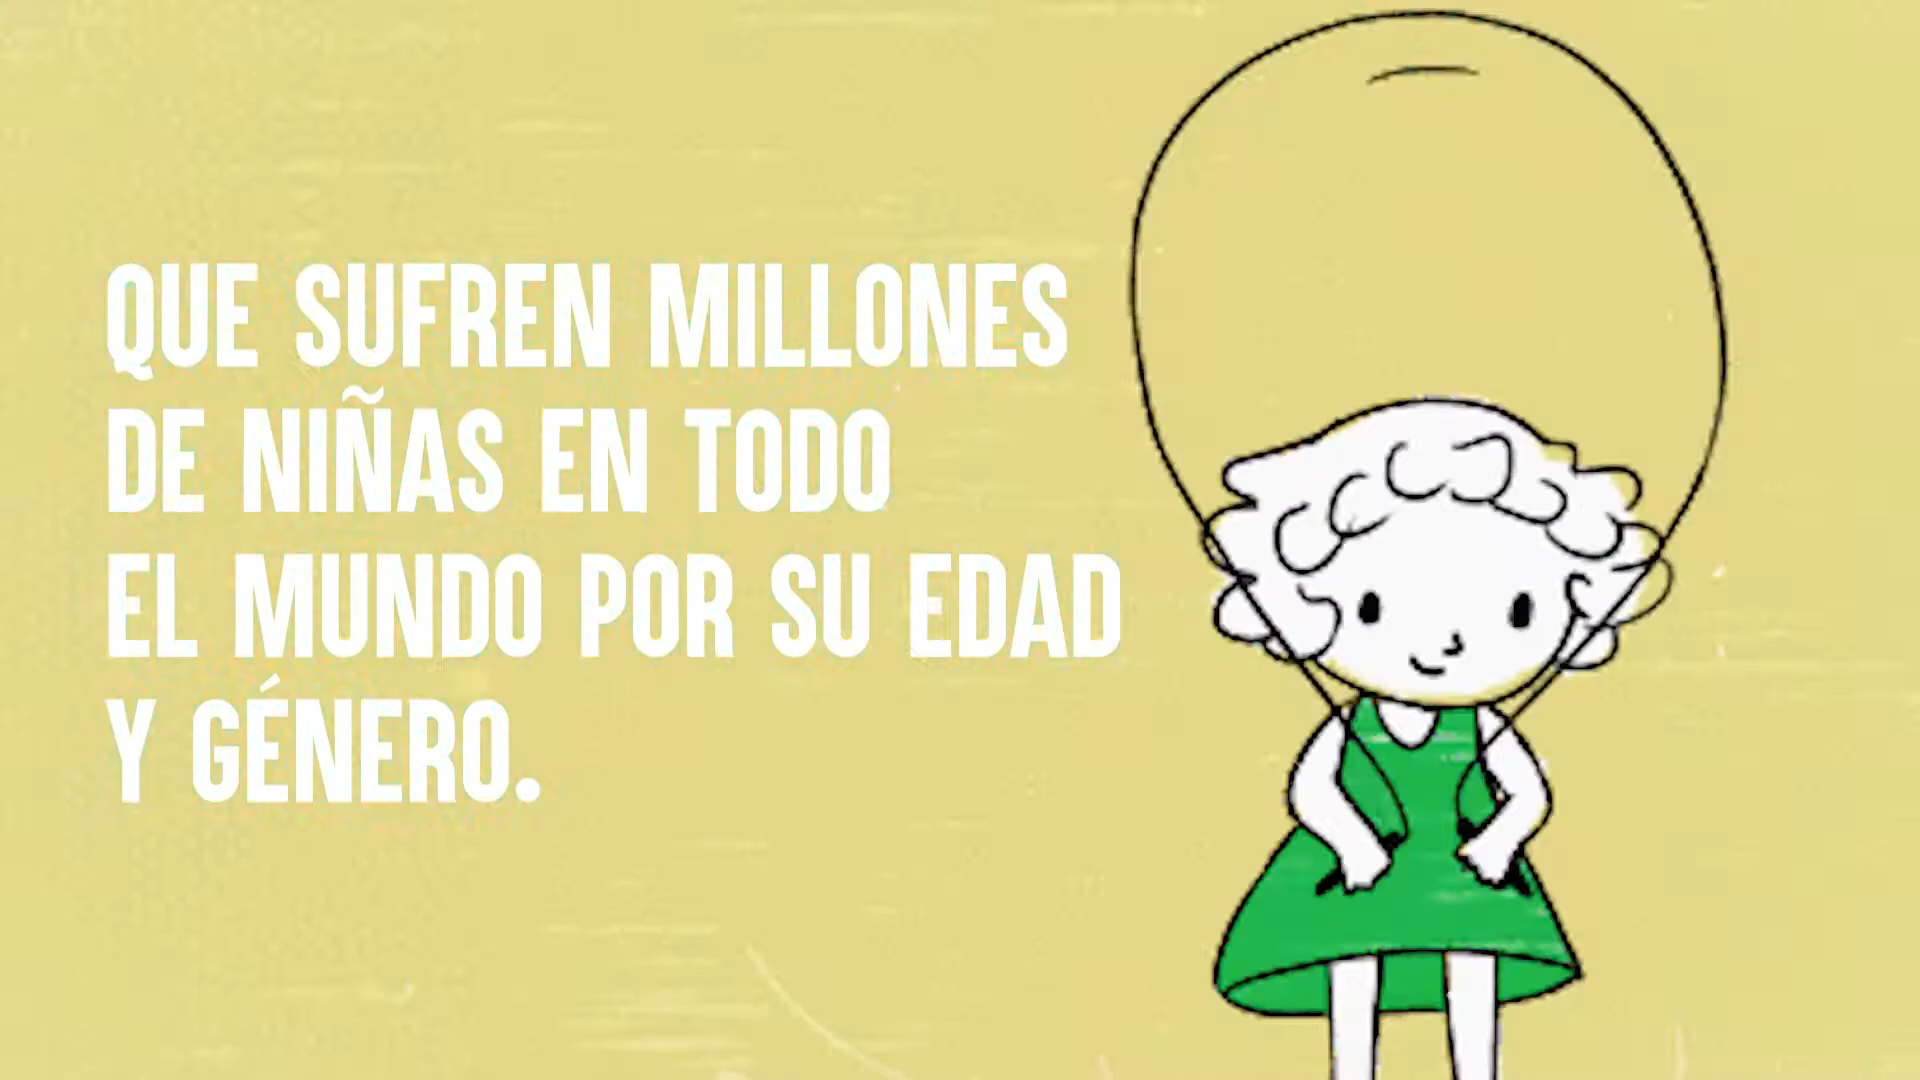 QUE SUFREN MILLONES
DE NIÑAS EN TODO
EL MUNDO POR SU EDAD
Y GÉNERO.